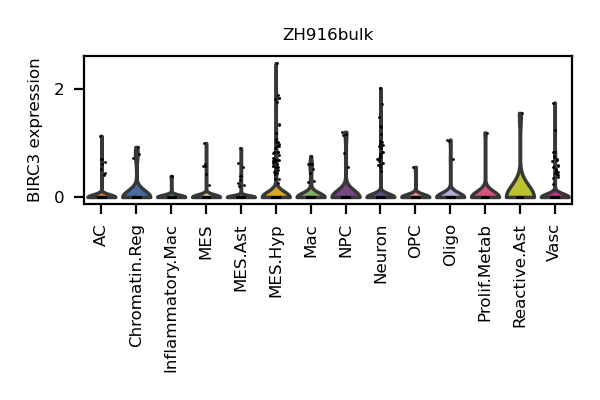 ZH916bulk
BIRC3 expression
2
0
AC
Chromatin.Reg
Inflammatory.Mac
MES
MES.Ast
MES.Hyp
Mac
NPC
Neuron
OPC
Oligo
Prolif.Metab
Reactive.Ast
Vasc